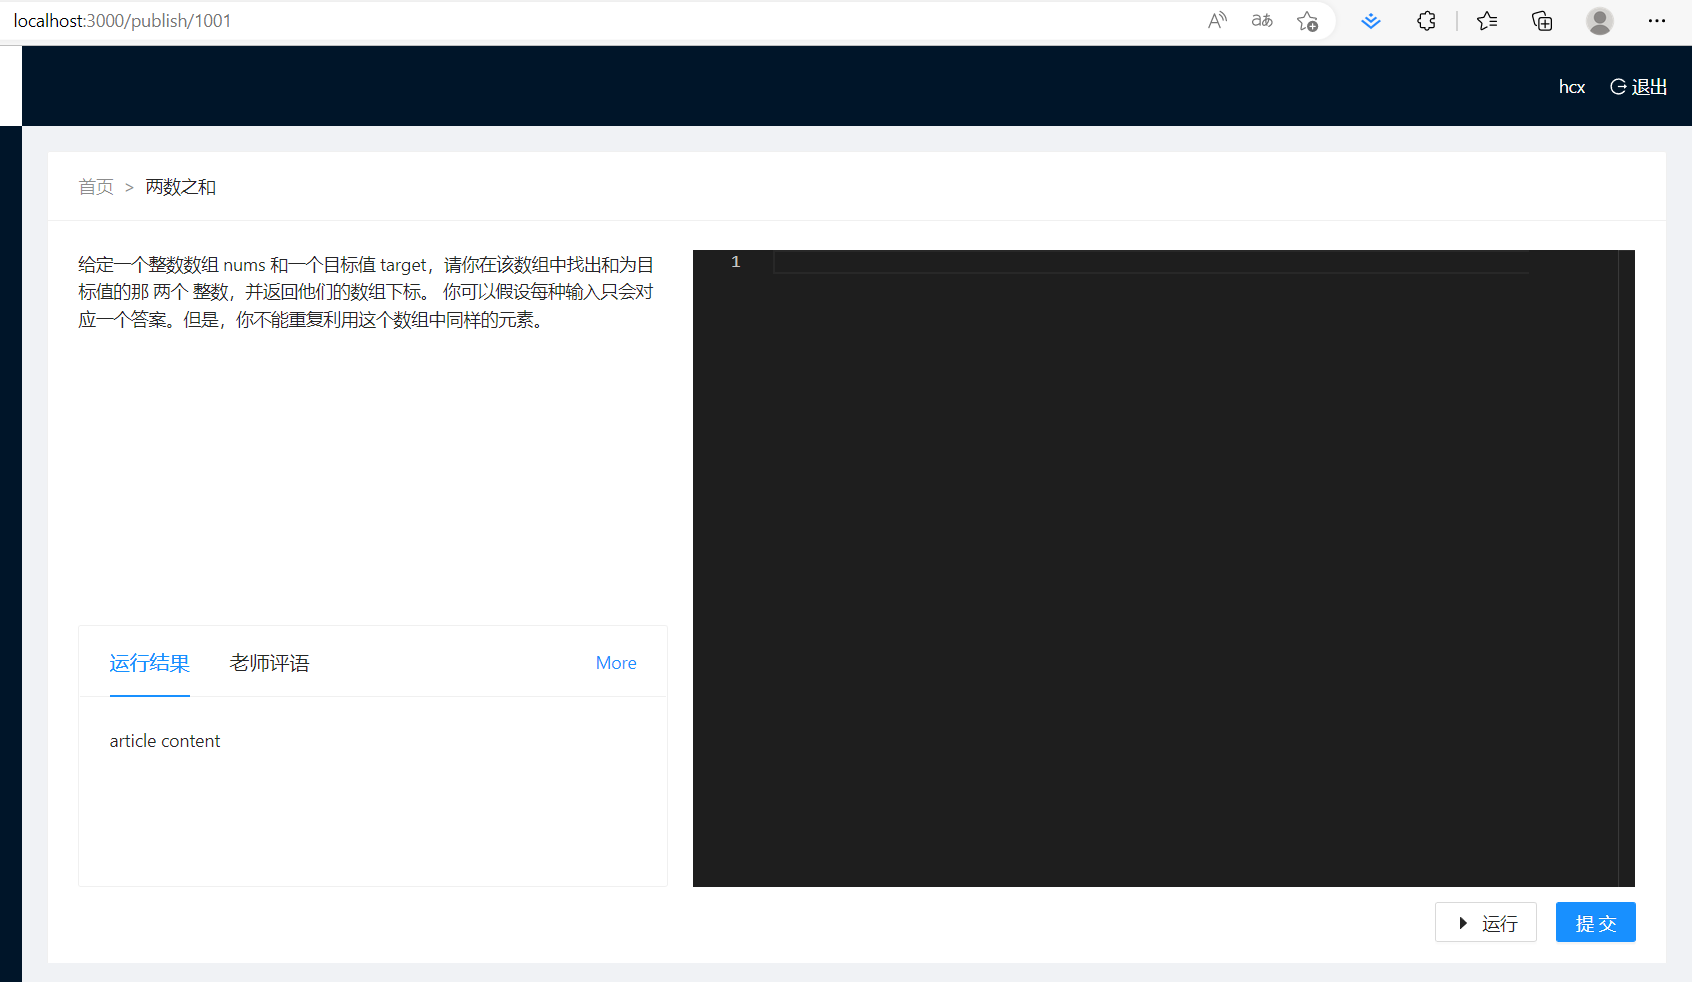 localhost:3000/publish/1001
hcx 退出
首页 > 两数之和
给定一个整数数组 nums 和一个目标值 target，请你在该数组中找出和为目
标值的那 两个 整数，并返回他们的数组下标。 你可以假设每种输入只会对
应一个答案。但是，你不能重复利用这个数组中同样的元素。
1
运行结果 老师评语 More
article content
运行 提交